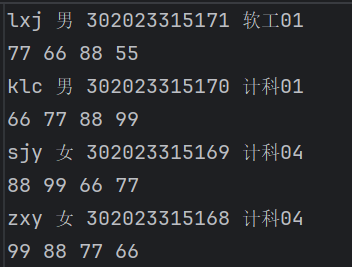 lxj 男 302023315171 软工01
77 66 88 55
klc 男 302023315170 计科01
66 77 88 99
sjy 女 302023315169 计科04
88 99 66 77
zxy 女 302023315168 计科04
99 88 77 66